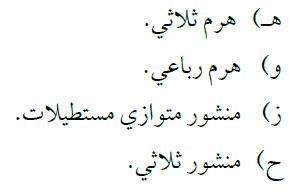 هـ) هرم ثلاثي.
و) هرم رباعي.
ز) منشور متوازي مستطيلات.
ح) منشور ثلاثي.